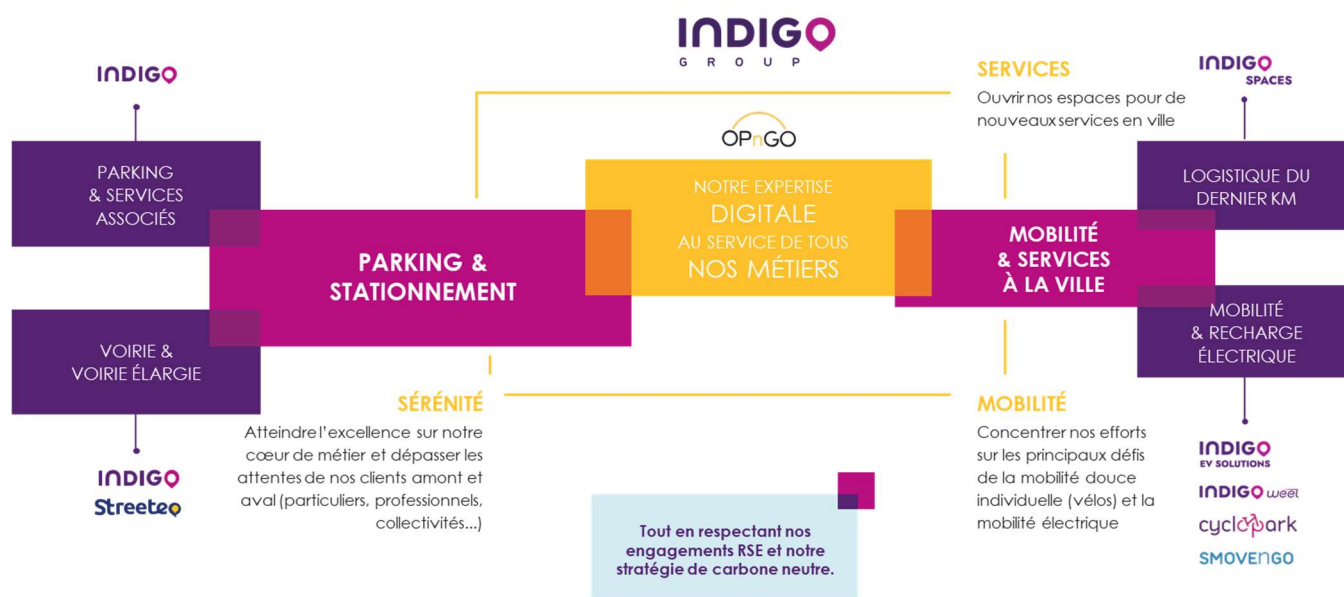 INDIGO
GROUP
INDIGO
PARKING
& SERVICES
ASSOCIÉS
VOIRIE &
VOIRIE ÉLARGIE
INDIGO
Streeteo
PARKING &
STATIONNEMENT
SÉRÉNITÉ
Atteindre l'excellence sur notre
cœur de métier et dépasser les
attentes de nos clients amont et
aval (particuliers, professionnels,
collectivités...)
OPnGO
NOTRE EXPERTISE
DIGITALE
AU SERVICE DE TOUS
NOS MÉTIERS
Tout en respectant nos
engagements RSE et notre
stratégie de carbone neutre.
SERVICES
Ouvrir nos espaces pour de
nouveaux services en ville
MOBILITÉ
& SERVICES
À LA VILLE
MOBILITÉ
Concentrer nos efforts
sur les principaux défis
de la mobilité douce
individuelle (vélos) et la
mobilité électrique
INDIGO
SPACES
LOGISTIQUE DU
DERNIER KM
MOBILITÉ
& RECHARGE
ÉLECTRIQUE
INDIGO
EV SOLUTIONS
INDIGO weel
cyclopark
SMOVENGO